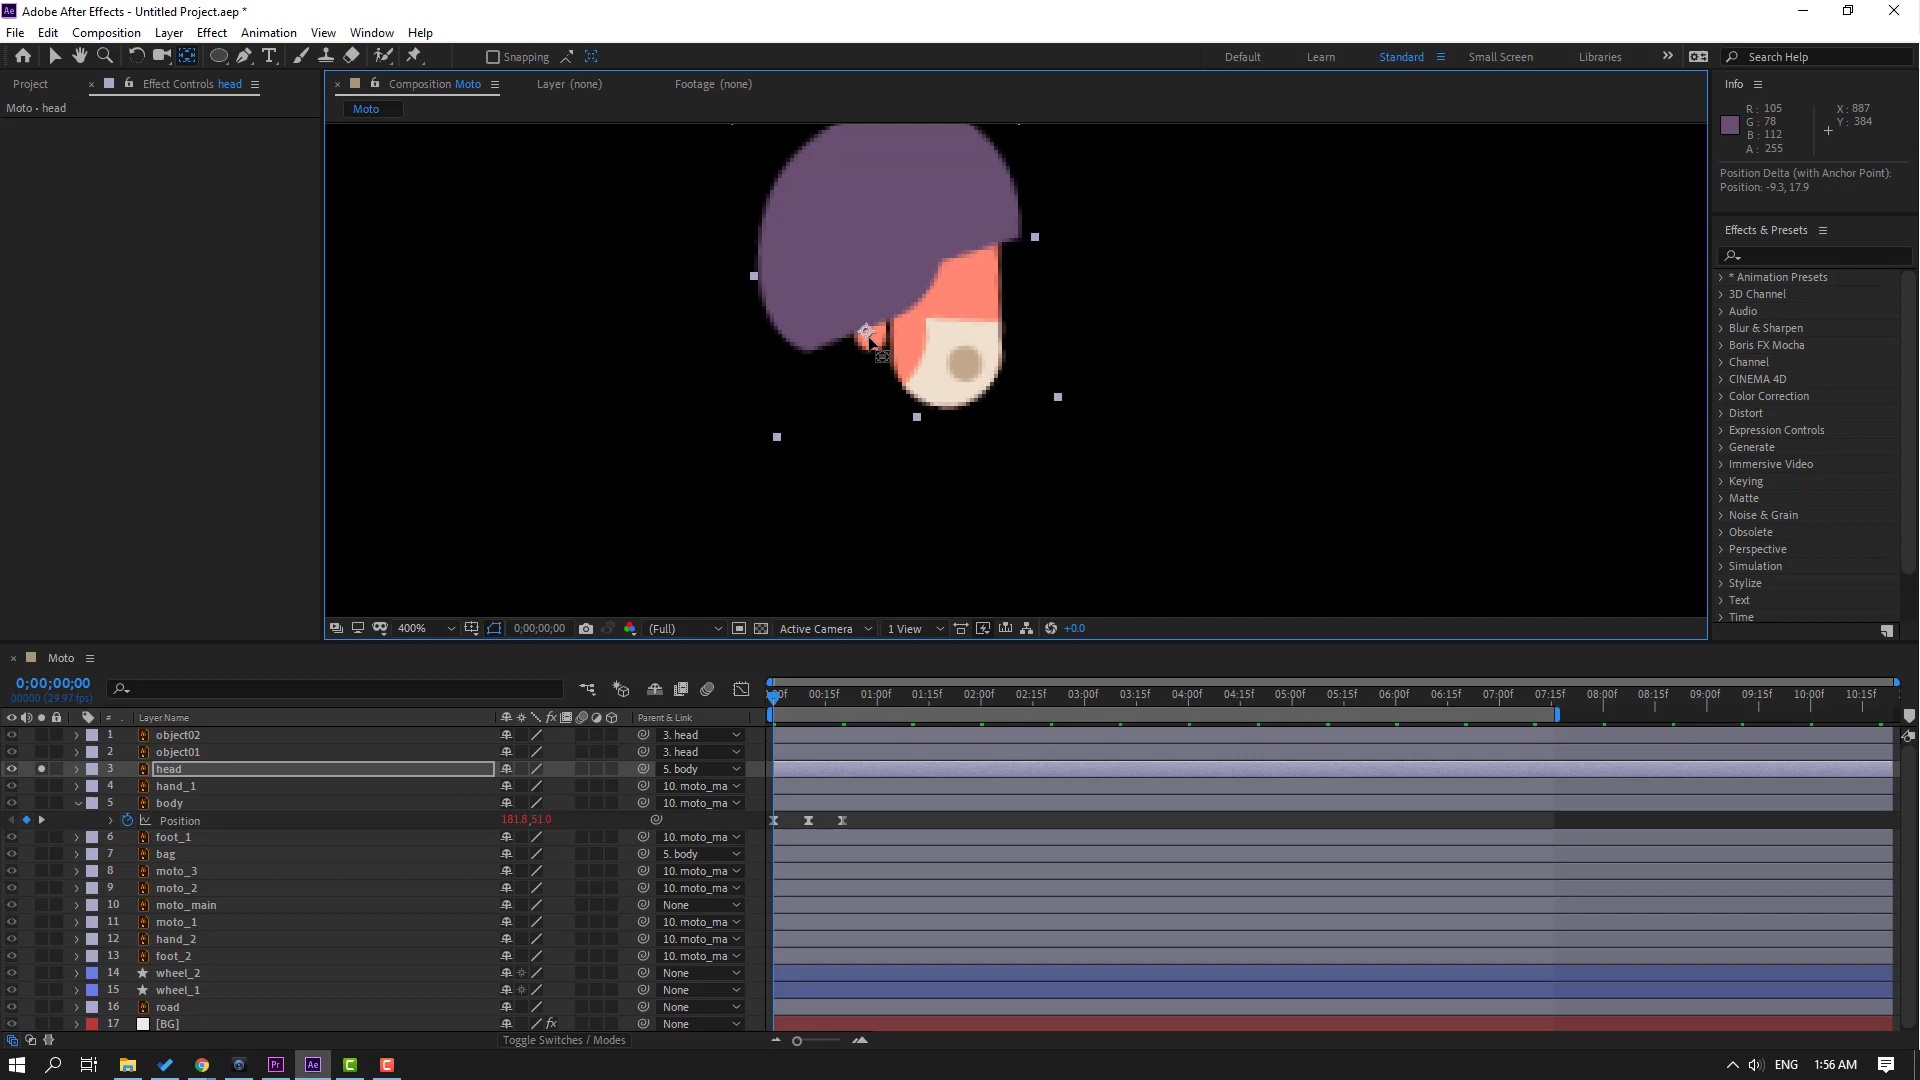 Adobe After Effects - Untitled Project.aep *
File Edit Composition Layer Effect Animation View Window Help
Snapping
Default Learn Standard Small Screen Libraries Search Help
Project Effect Controls head
Moto • head
Composition Moto Layer (none) Footage (none)
Moto
Info
R: 105 X: 887
G: 78 Y: 384
B: 112
A: 255
Position Delta (with Anchor Point):
Position: -9.3, 17.9
Effects & Presets
* Animation Presets
3D Channel
Audio
Blur & Sharpen
Boris FX Mocha
Channel
CINEMA 4D
Color Correction
Distort
Expression Controls
Generate
Immersive Video
Keying
Matte
Noise & Grain
Obsolete
Perspective
Simulation
Stylize
Text
Time
400% 0;00;00;00 (Full) Active Camera 1 View +0.0
Moto
0;00;00;00
00000 (29.97 fps)
:00f 00:15f 01:00f 01:15f 02:00f 02:15f 03:00f 03:15f 04:00f 04:15f 05:00f 05:15f 06:00f 06:15f 07:00f 07:15f 08:00f 08:15f 09:00f 09:15f 10:00f 10:15f
# Layer Name fx Parent & Link
1 object02 3. head
2 object01 3. head
3 head 5. body
4 hand_1 10. moto_ma
5 body 10. moto_ma
Position 181.8,51.0
6 foot_1 10. moto_ma
7 bag 5. body
8 moto_3 10. moto_ma
9 moto_2 10. moto_ma
10 moto_main None
11 moto_1 10. moto_ma
12 hand_2 10. moto_ma
13 foot_2 10. moto_ma
14 wheel_2 None
15 wheel_1 None
16 road None
17 [BG] fx None
Toggle Switches / Modes
Pr Ae C C ENG 1:56 AM